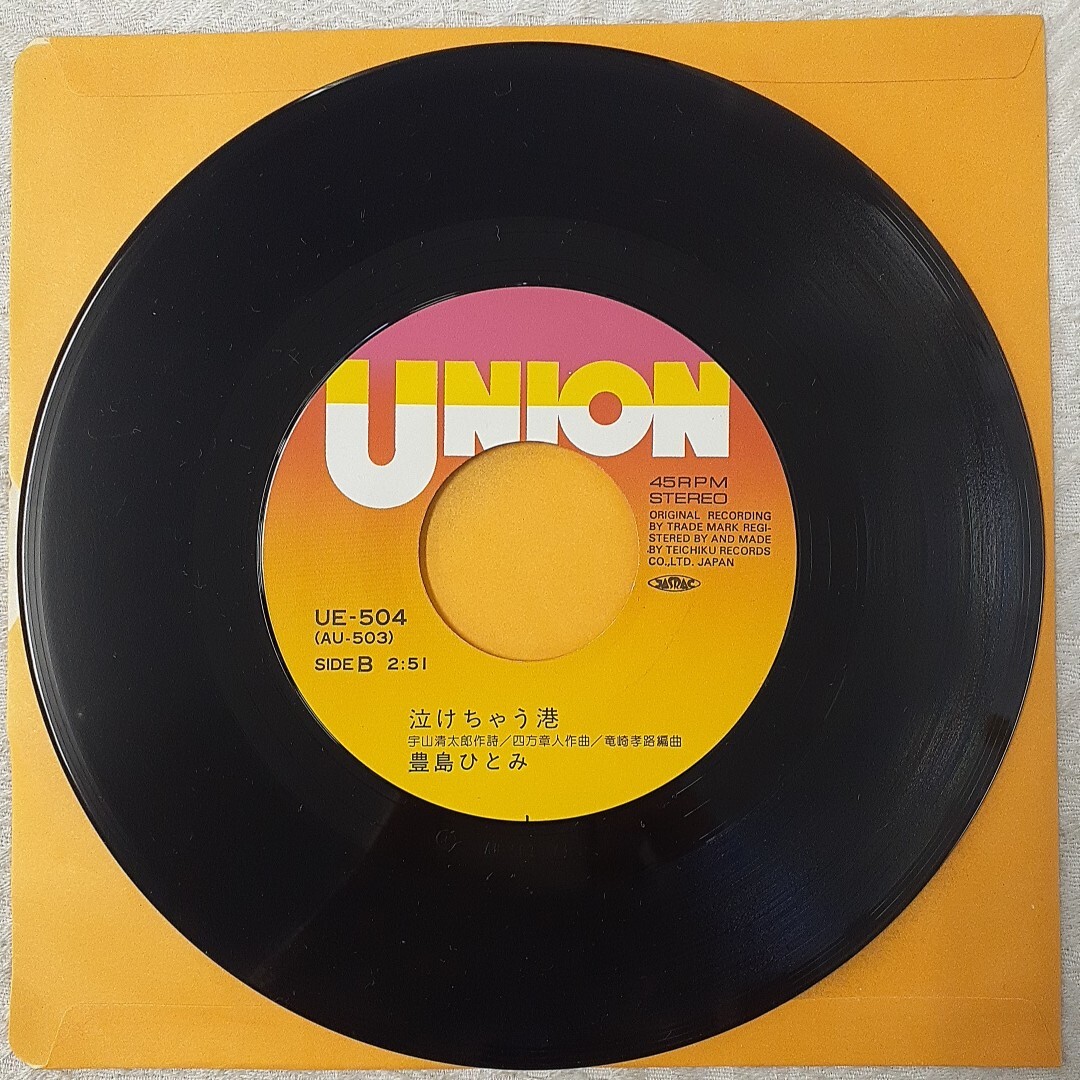 UNION
45RPM
STEREO
ORIGINAL RECORDING
BY TRADE MARK REGI-
STERED BY AND MADE
BY TEICHIKU RECORDS
CO.,LTD. JAPAN
JASRAC
UE-504
(AU-503)
SIDE B 2:51
泣けちゃう港
宇山清太郎作詩/四方章人作曲/竜崎孝路編曲
豊島ひとみ